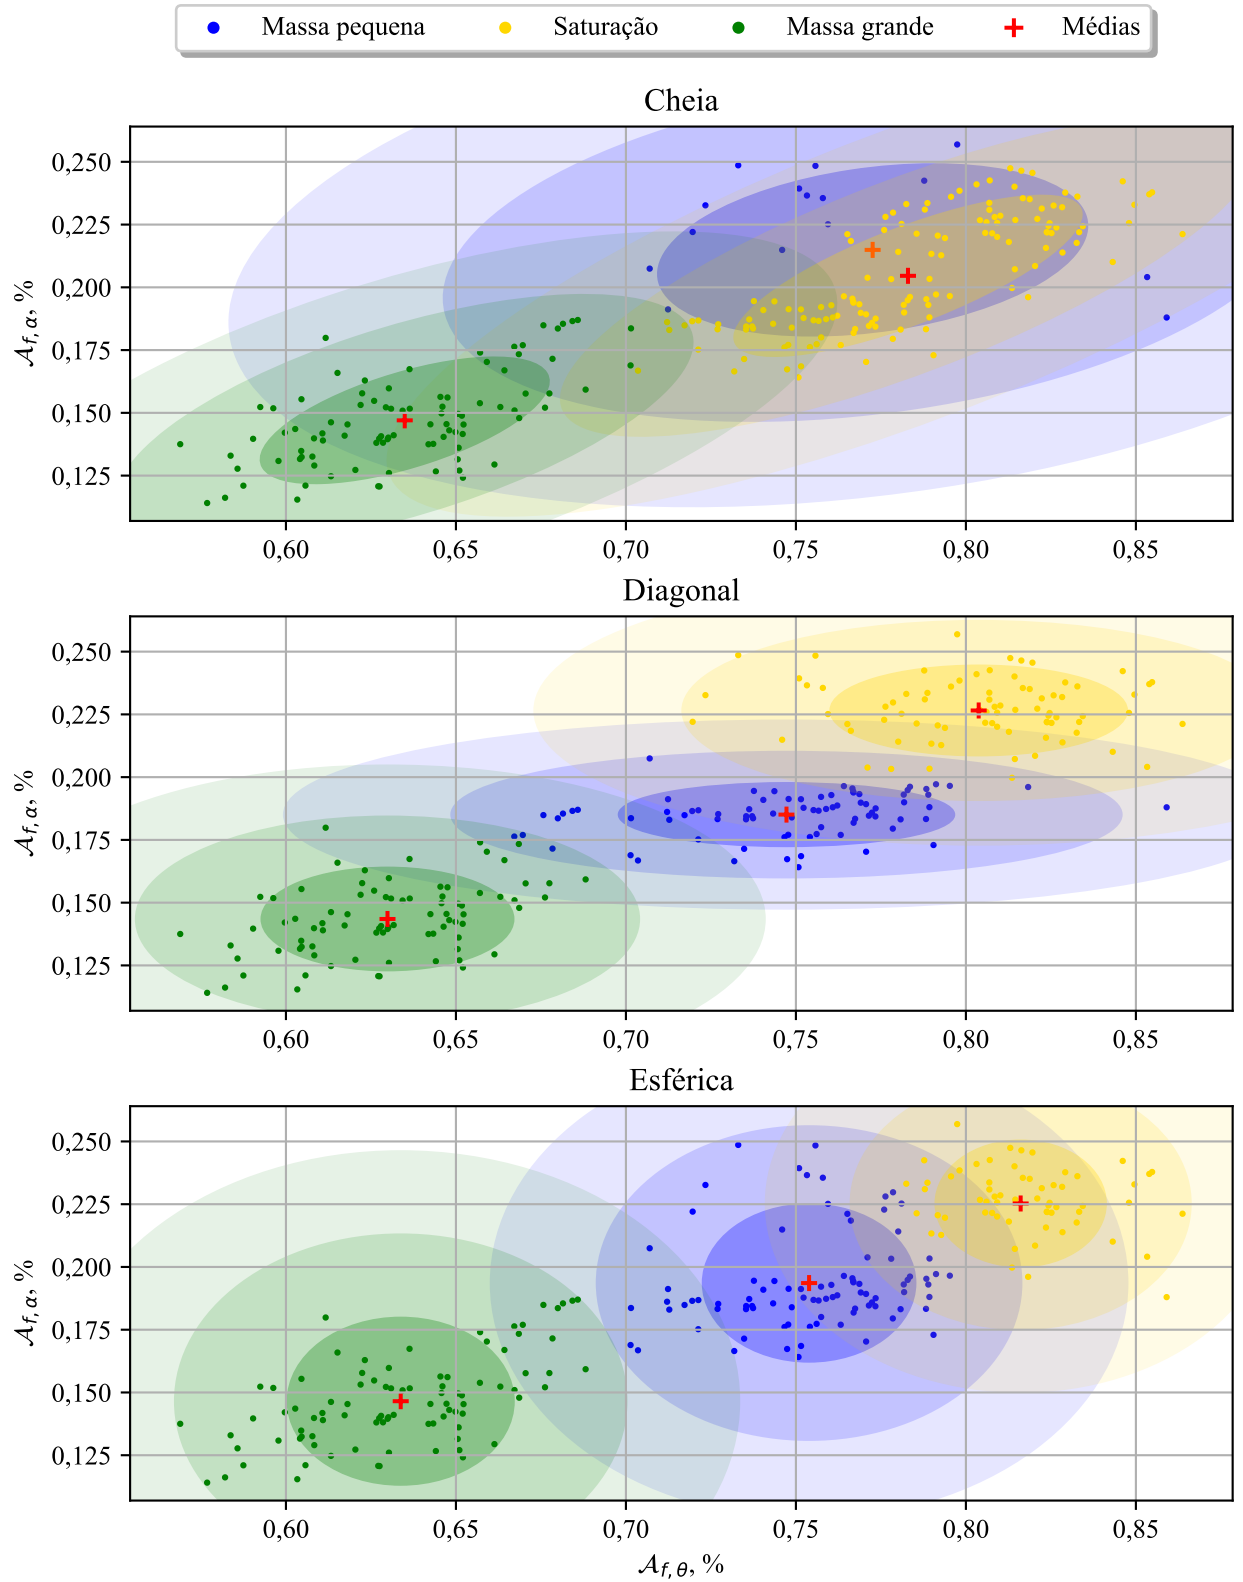 Massa pequena Saturação Massa grande Médias
Cheia
0,250
0,225
0,200
0,175
0,150
0,125
𝒜f, α, %
0,60 0,65 0,70 0,75 0,80 0,85
Diagonal
0,250
0,225
0,200
0,175
0,150
0,125
𝒜f, α, %
0,60 0,65 0,70 0,75 0,80 0,85
Esférica
0,250
0,225
0,200
0,175
0,150
0,125
𝒜f, α, %
0,60 0,65 0,70 0,75 0,80 0,85
𝒜f, θ, %